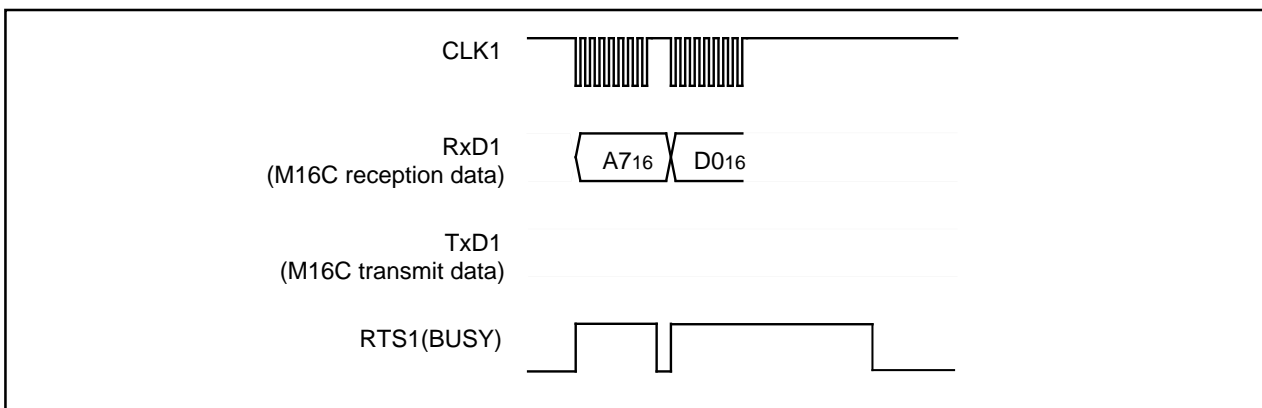 CLK1
RxD1
(M16C reception data)
A716
D016
TxD1
(M16C transmit data)
RTS1(BUSY)